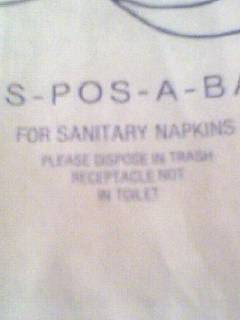 S-POS-A-BA
FOR SANITARY NAPKINS
PLEASE DISPOSE IN TRASH
RECEPTACLE NOT
IN TOILET